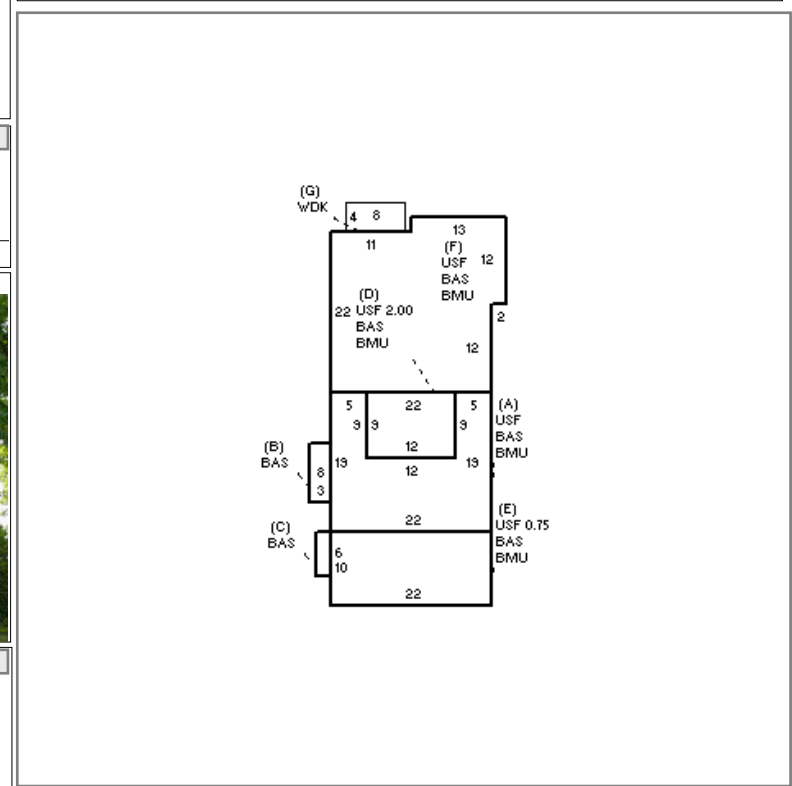 (G)
WDK
4 8
13
11
(F)
USF 12
BAS
BMU
(D)
22 USF 2.00
BAS
BMU
2
12
5 22 5
(A)
USF
BAS
BMU
9 9 9
12
(B)
BAS
19 12 19
8
3
(E)
USF 0.75
BAS
BMU
22
(C)
BAS
6
10
22